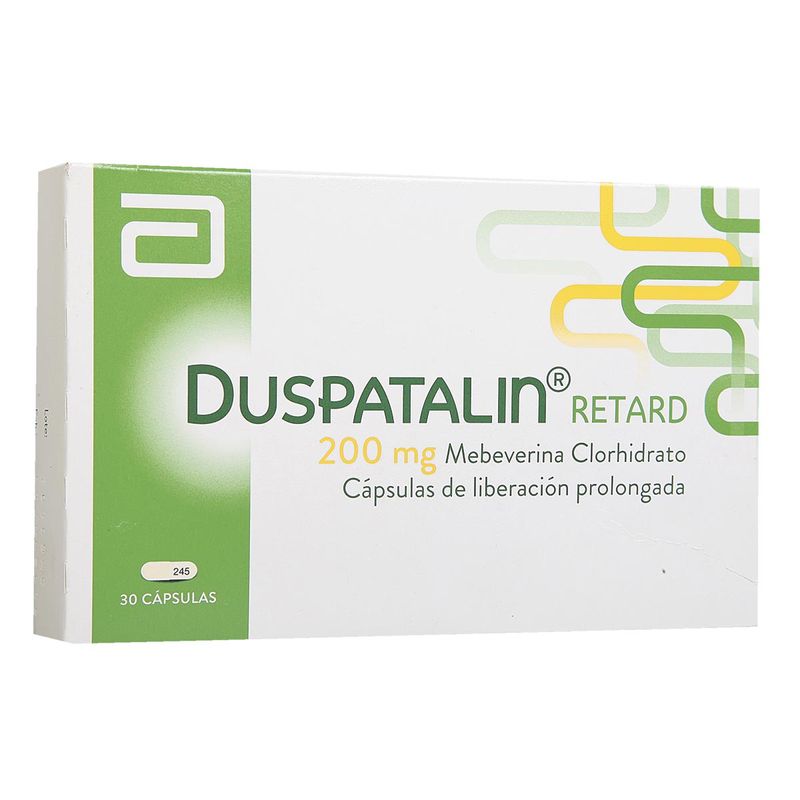 DUSPATALIN® RETARD
200 mg Mebeverina Clorhidrato
Cápsulas de liberación prolongada
245
30 CÁPSULAS
Lote: